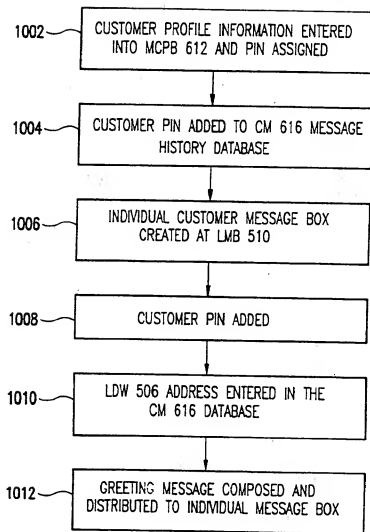 1002
CUSTOMER PROFILE INFORMATION ENTERED
INTO MCPB 612 AND PIN ASSIGNED
1004
CUSTOMER PIN ADDED TO CM 616 MESSAGE
HISTORY DATABASE
1006
INDIVIDUAL CUSTOMER MESSAGE BOX
CREATED AT LMB 510
1008
CUSTOMER PIN ADDED
1010
LDW 506 ADDRESS ENTERED IN THE
CM 616 DATABASE
1012
GREETING MESSAGE COMPOSED AND
DISTRIBUTED TO INDIVIDUAL MESSAGE BOX